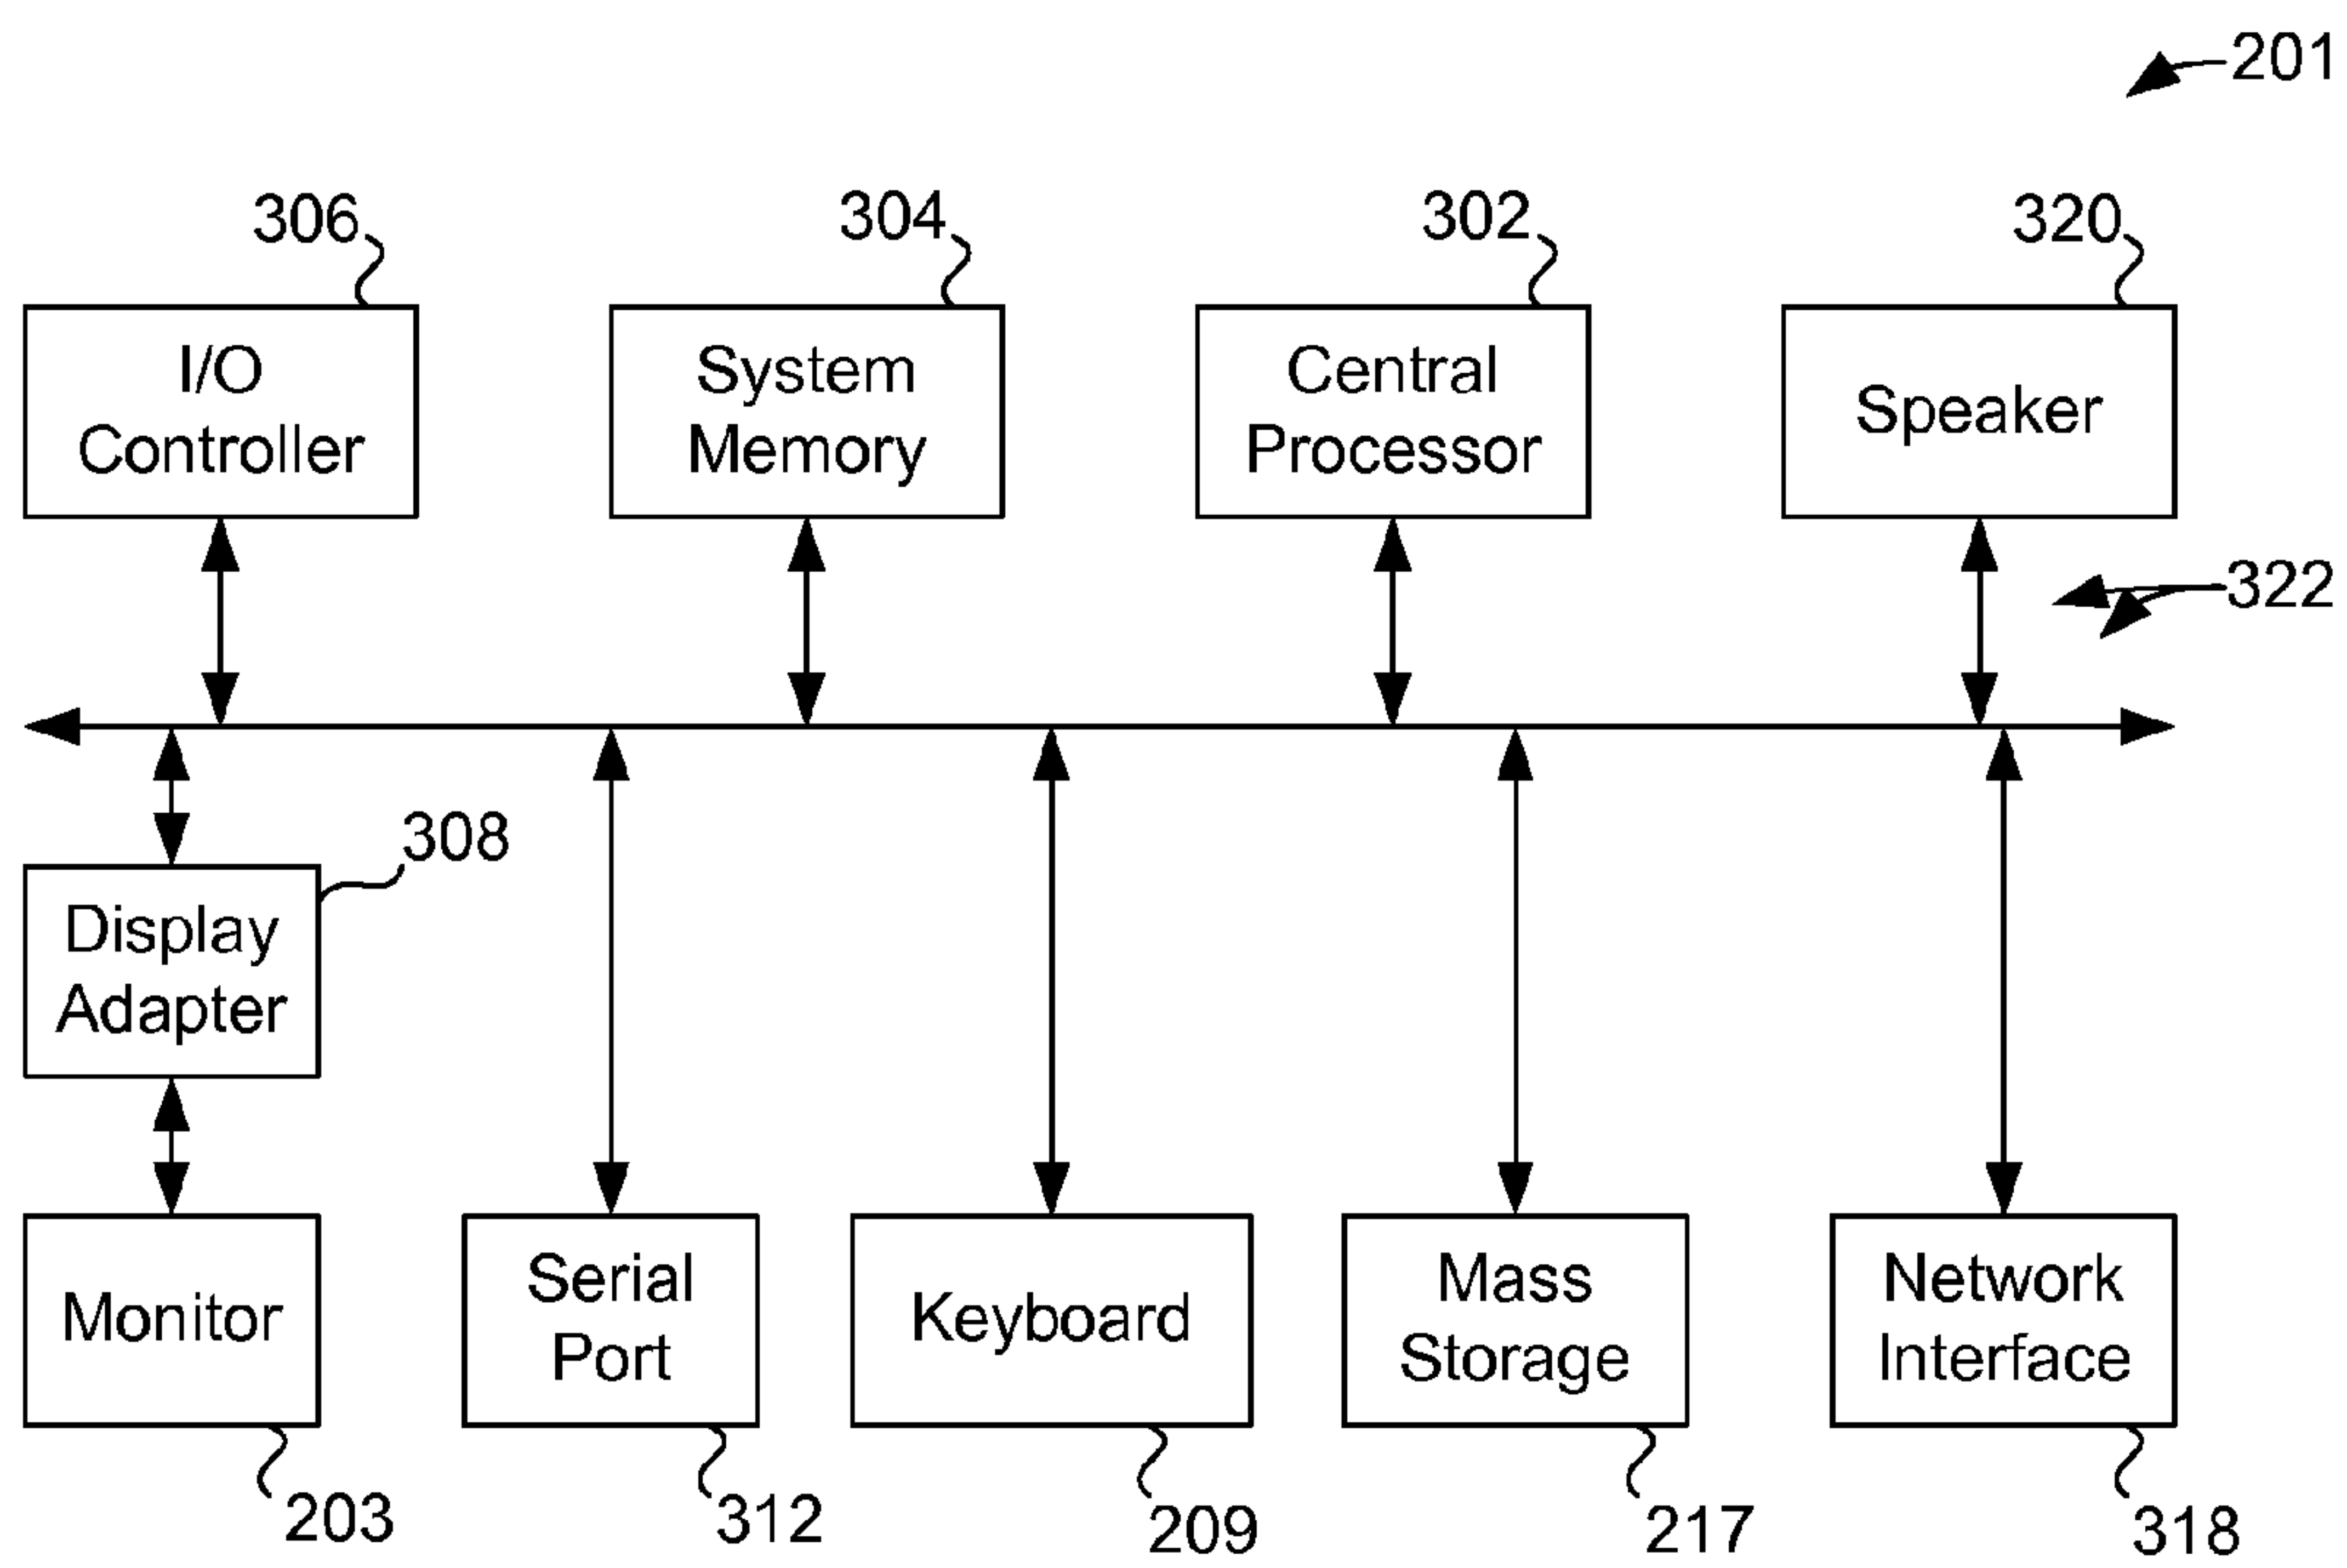 201
306
304
302
320
I/O
Controller
System
Memory
Central
Processor
Speaker
322
308
Display
Adapter
Monitor
Serial
Port
Keyboard
Mass
Storage
Network
Interface
203
312
209
217
318